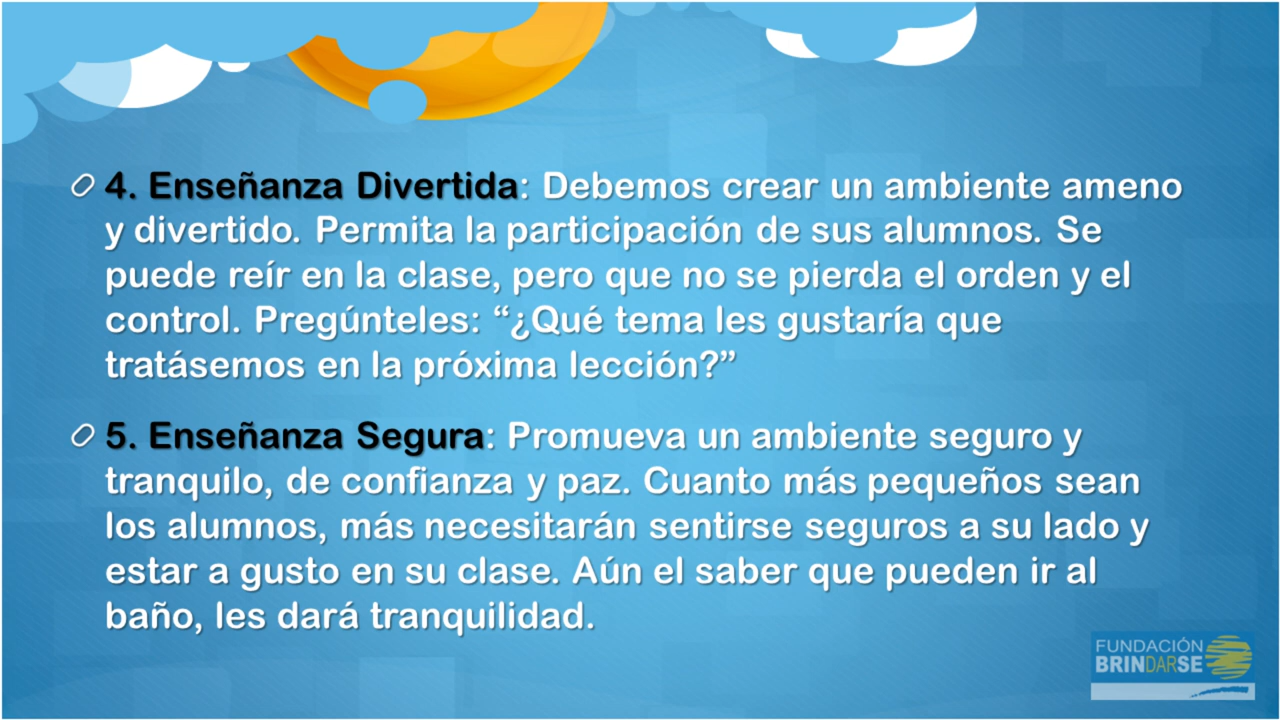 4. Enseñanza Divertida: Debemos crear un ambiente ameno
y divertido. Permita la participación de sus alumnos. Se
puede reír en la clase, pero que no se pierda el orden y el
control. Pregúnteles: “¿Qué tema les gustaría que
tratásemos en la próxima lección?”
5. Enseñanza Segura: Promueva un ambiente seguro y
tranquilo, de confianza y paz. Cuanto más pequeños sean
los alumnos, más necesitarán sentirse seguros a su lado y
estar a gusto en su clase. Aún el saber que pueden ir al
baño, les dará tranquilidad.
FUNDACIÓN
BRINDARSE